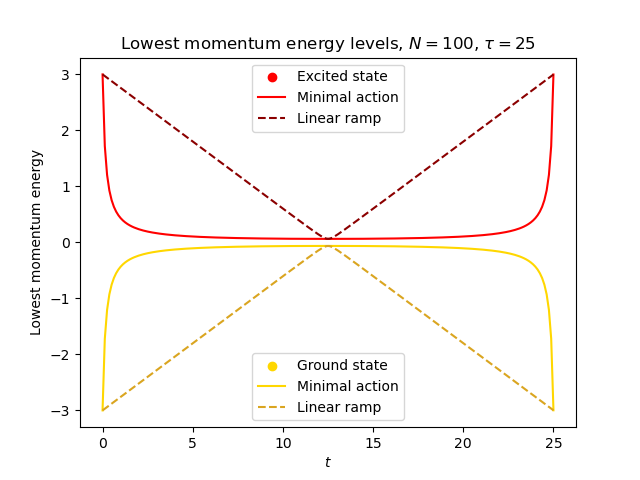 Lowest momentum energy levels, N = 100, τ = 25
Excited state
Minimal action
Linear ramp
Ground state
Minimal action
Linear ramp
Lowest momentum energy
3
2
1
0
−1
−2
−3
0
5
10
15
20
25
t